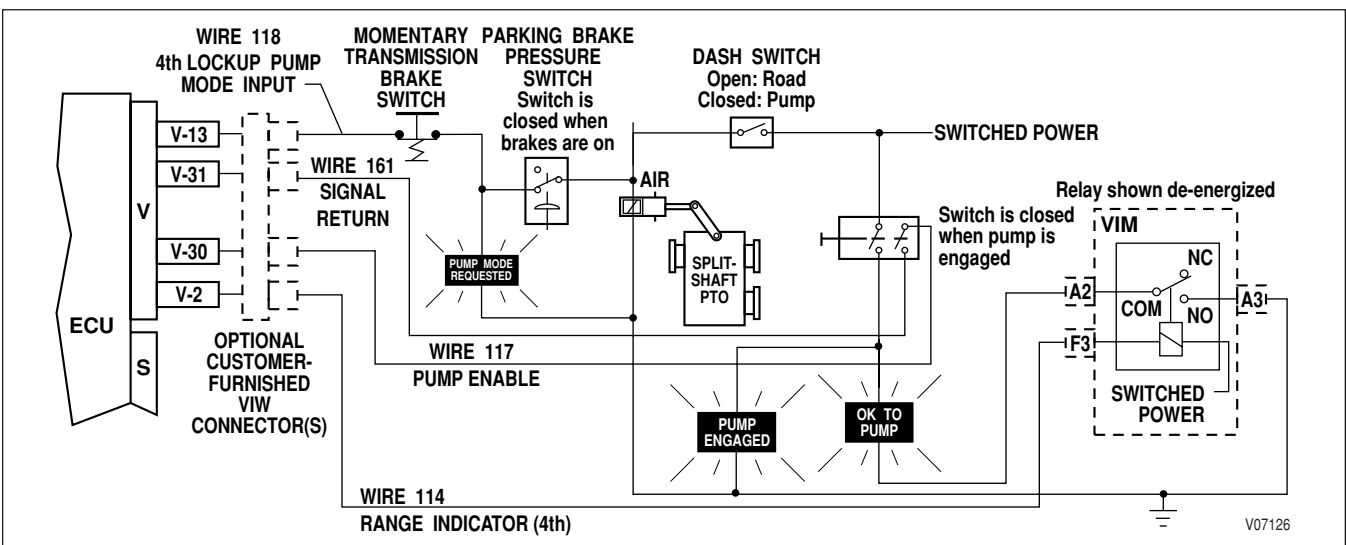 WIRE 118
4th LOCKUP PUMP
MODE INPUT
MOMENTARY
TRANSMISSION
BRAKE
SWITCH
PARKING BRAKE
PRESSURE
SWITCH
Switch is
closed when
brakes are on
DASH SWITCH
Open: Road
Closed: Pump
V-13
V-31
V-30
V-2
V
S
ECU
WIRE 161
SIGNAL
RETURN
SWITCHED POWER
AIR
PUMP MODE
REQUESTED
SPLIT-
SHAFT
PTO
Switch is closed
when pump is
engaged
Relay shown de-energized
VIM
NC
COM
NO
A2
A3
F3
SWITCHED
POWER
OPTIONAL
CUSTOMER-
FURNISHED
VIW
CONNECTOR(S)
WIRE 117
PUMP ENABLE
PUMP
ENGAGED
OK TO
PUMP
WIRE 114
RANGE INDICATOR (4th)
V07126